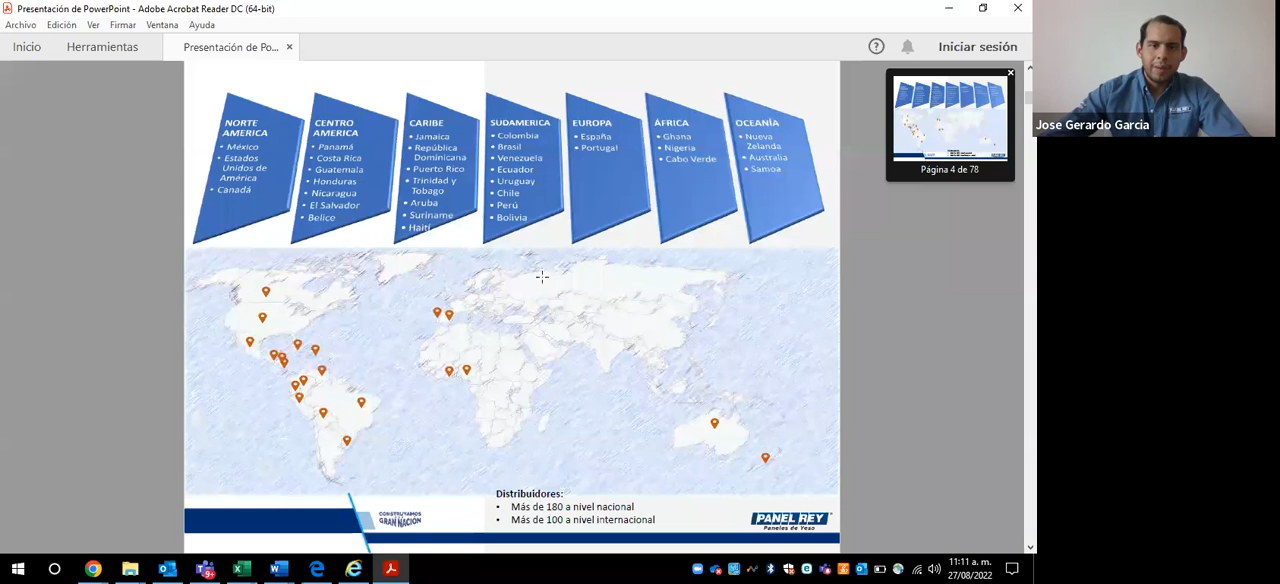 Presentación de PowerPoint - Adobe Acrobat Reader DC (64-bit)
Archivo Edición Ver Firmar Ventana Ayuda
Inicio Herramientas Presentación de Po... × Iniciar sesión
NORTE
AMERICA
• México
• Estados
Unidos de
América
• Canadá
CENTRO
AMERICA
• Panamá
• Costa Rica
• Guatemala
• Honduras
• Nicaragua
• El Salvador
• Belice
CARIBE
• Jamaica
• República
Dominicana
• Puerto Rico
• Trinidad y
Tobago
• Aruba
• Suriname
• Haití
SUDAMERICA
• Colombia
• Brasil
• Venezuela
• Ecuador
• Uruguay
• Chile
• Perú
• Bolivia
EUROPA
• España
• Portugal
ÁFRICA
• Ghana
• Nigeria
• Cabo Verde
OCEANÍA
• Nueva
Zelanda
• Australia
• Samoa
Página 4 de 78
Jose Gerardo Garcia
Distribuidores:
• Más de 180 a nivel nacional
• Más de 100 a nivel internacional
CONSTRUYAMOS
GRAN NACIÓN
PANEL REY
Paneles de Yeso
11:11 a. m.
27/08/2022